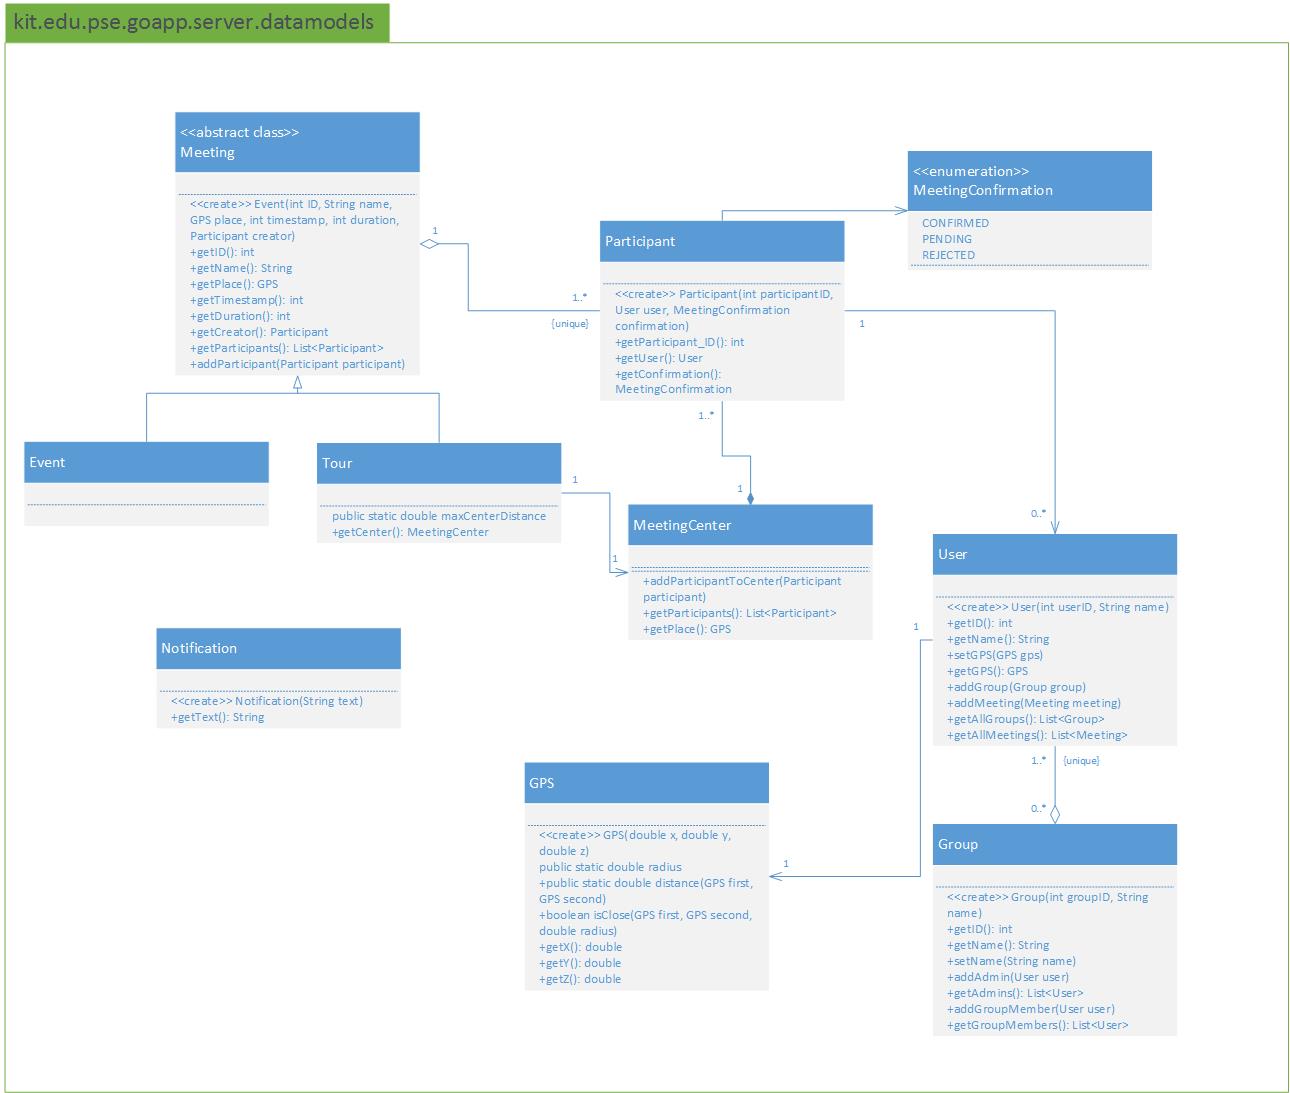 kit.edu.pse.goapp.server.datamodels
<<abstract class>>
Meeting
<<create>> Event(int ID, String name,
GPS place, int timestamp, int duration,
Participant creator)
+getID(): int
+getName(): String
+getPlace(): GPS
+getTimestamp(): int
+getDuration(): int
+getCreator(): Participant
+getParticipants(): List<Participant>
+addParticipant(Participant participant)
1
1..*
{unique}
Participant
<<create>> Participant(int participantID,
User user, MeetingConfirmation
confirmation)
+getParticipant_ID(): int
+getUser(): User
+getConfirmation():
MeetingConfirmation
<<enumeration>>
MeetingConfirmation
CONFIRMED
PENDING
REJECTED
1
0..*
1..*
1
Event
Tour
public static double maxCenterDistance
+getCenter(): MeetingCenter
1
1
MeetingCenter
+addParticipantToCenter(Participant
participant)
+getParticipants(): List<Participant>
+getPlace(): GPS
User
<<create>> User(int userID, String name)
+getID(): int
+getName(): String
+setGPS(GPS gps)
+getGPS(): GPS
+addGroup(Group group)
+addMeeting(Meeting meeting)
+getAllGroups(): List<Group>
+getAllMeetings(): List<Meeting>
1
1..*
{unique}
0..*
Notification
<<create>> Notification(String text)
+getText(): String
GPS
<<create>> GPS(double x, double y,
double z)
public static double radius
+public static double distance(GPS first,
GPS second)
+boolean isClose(GPS first, GPS second,
double radius)
+getX(): double
+getY(): double
+getZ(): double
1
Group
<<create>> Group(int groupID, String
name)
+getID(): int
+getName(): String
+setName(String name)
+addAdmin(User user)
+getAdmins(): List<User>
+addGroupMember(User user)
+getGroupMembers(): List<User>